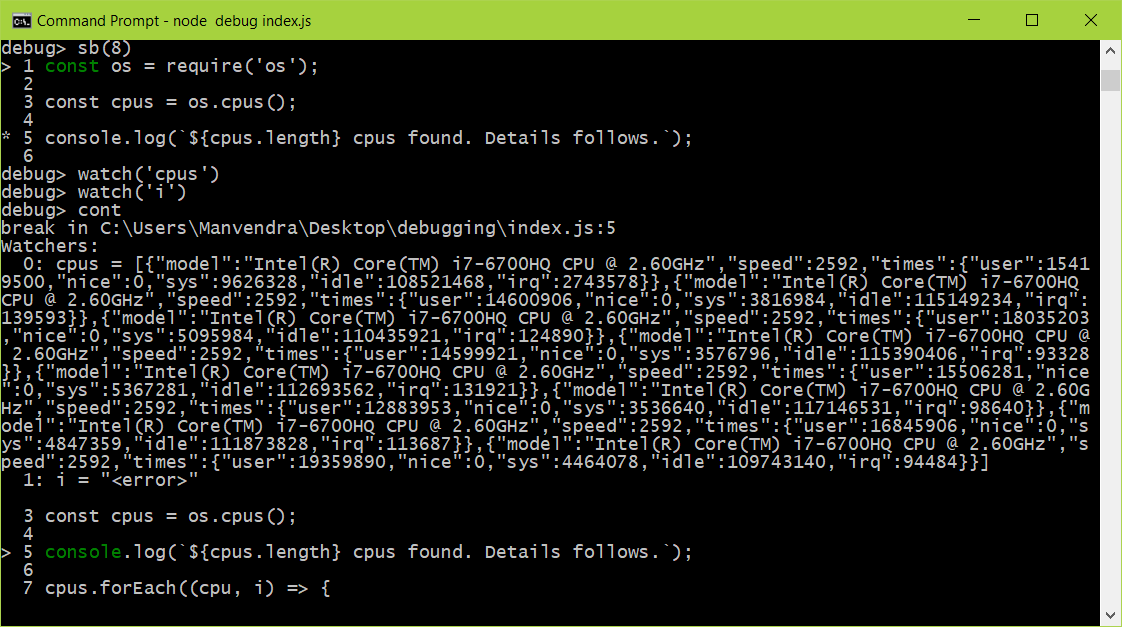 Command Prompt - node  debug index.js
debug> sb(8)
> 1 const os = require('os');
  2
  3 const cpus = os.cpus();
  4
* 5 console.log(`${cpus.length} cpus found. Details follows.`);
  6
debug> watch('cpus')
debug> watch('i')
debug> cont
break in C:\Users\Manvendra\Desktop\debugging\index.js:5
Watchers:
  0: cpus = [{"model":"Intel(R) Core(TM) i7-6700HQ CPU @ 2.60GHz","speed":2592,"times":{"user":1541
9500,"nice":0,"sys":9626328,"idle":108521468,"irq":2743578}},{"model":"Intel(R) Core(TM) i7-6700HQ
CPU @ 2.60GHz","speed":2592,"times":{"user":14600906,"nice":0,"sys":3816984,"idle":115149234,"irq":
139593}},{"model":"Intel(R) Core(TM) i7-6700HQ CPU @ 2.60GHz","speed":2592,"times":{"user":18035203
,"nice":0,"sys":5095984,"idle":110435921,"irq":124890}},{"model":"Intel(R) Core(TM) i7-6700HQ CPU @
 2.60GHz","speed":2592,"times":{"user":14599921,"nice":0,"sys":3576796,"idle":115390406,"irq":93328
}},{"model":"Intel(R) Core(TM) i7-6700HQ CPU @ 2.60GHz","speed":2592,"times":{"user":15506281,"nice
":0,"sys":5367281,"idle":112693562,"irq":131921}},{"model":"Intel(R) Core(TM) i7-6700HQ CPU @ 2.60G
Hz","speed":2592,"times":{"user":12883953,"nice":0,"sys":3536640,"idle":117146531,"irq":98640}},{"m
odel":"Intel(R) Core(TM) i7-6700HQ CPU @ 2.60GHz","speed":2592,"times":{"user":16845906,"nice":0,"s
ys":4847359,"idle":111873828,"irq":113687}},{"model":"Intel(R) Core(TM) i7-6700HQ CPU @ 2.60GHz","s
peed":2592,"times":{"user":19359890,"nice":0,"sys":4464078,"idle":109743140,"irq":94484}}]
  1: i = "<error>"
  3 const cpus = os.cpus();
  4
> 5 console.log(`${cpus.length} cpus found. Details follows.`);
  6
  7 cpus.forEach((cpu, i) => {